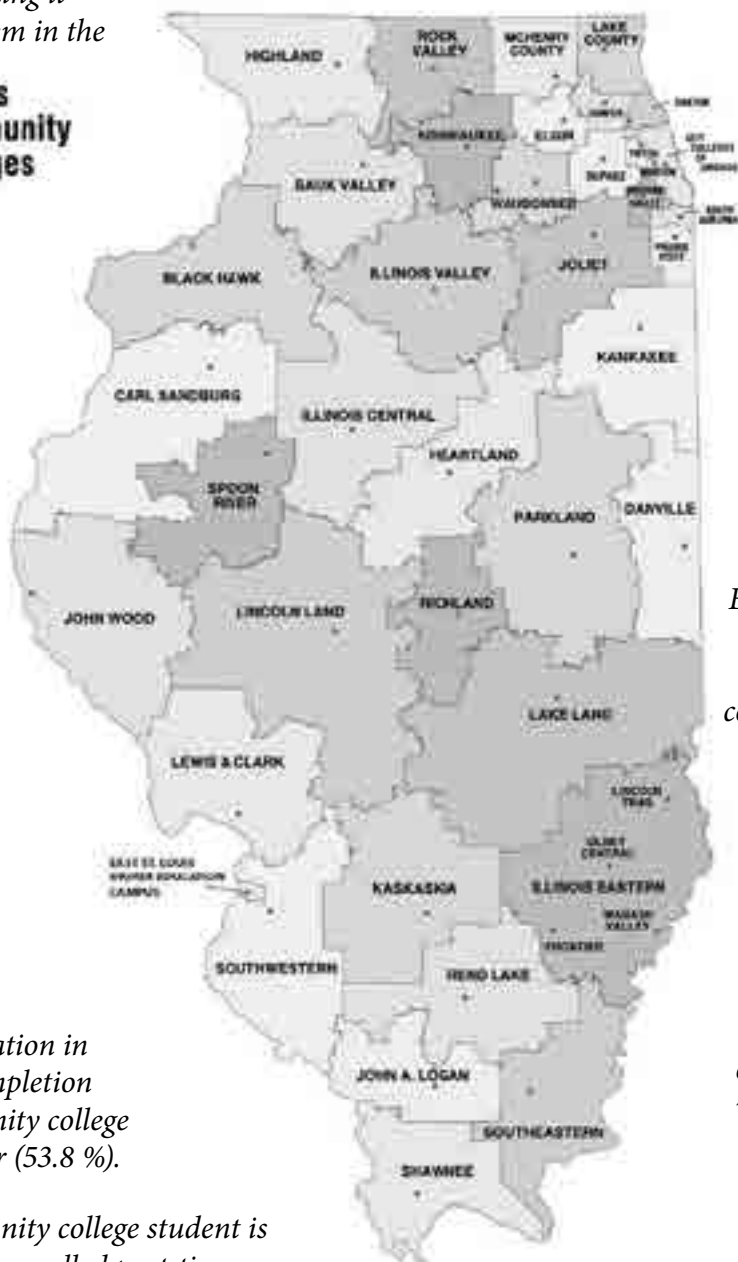 em in the
s
unity
ges
HIGHLAND
ROCK
VALLEY
MCHENRY
COUNTY
LAKE
COUNTY
KISHWAUKEE
ELGIN
SAUK VALLEY
WAUBONSEE
DUPAGE
BLACK HAWK
ILLINOIS VALLEY
JOLIET
KANKAKEE
CARL SANDBURG
ILLINOIS CENTRAL
HEARTLAND
SPOON
RIVER
PARKLAND
DANVILLE
JOHN WOOD
LINCOLN LAND
RICHLAND
LAKE LAND
LEWIS & CLARK
LINCOLN
TRAIL
OLNEY
CENTRAL
EAST ST. LOUIS
HIGHER EDUCATION
CAMPUS
KASKASKIA
ILLINOIS EASTERN
WABASH
VALLEY
FRONTIER
SOUTHWESTERN
REND LAKE
JOHN A. LOGAN
SOUTHEASTERN
SHAWNEE
ation in
mpletion
nity college
r (53.8 %).
nity college student is